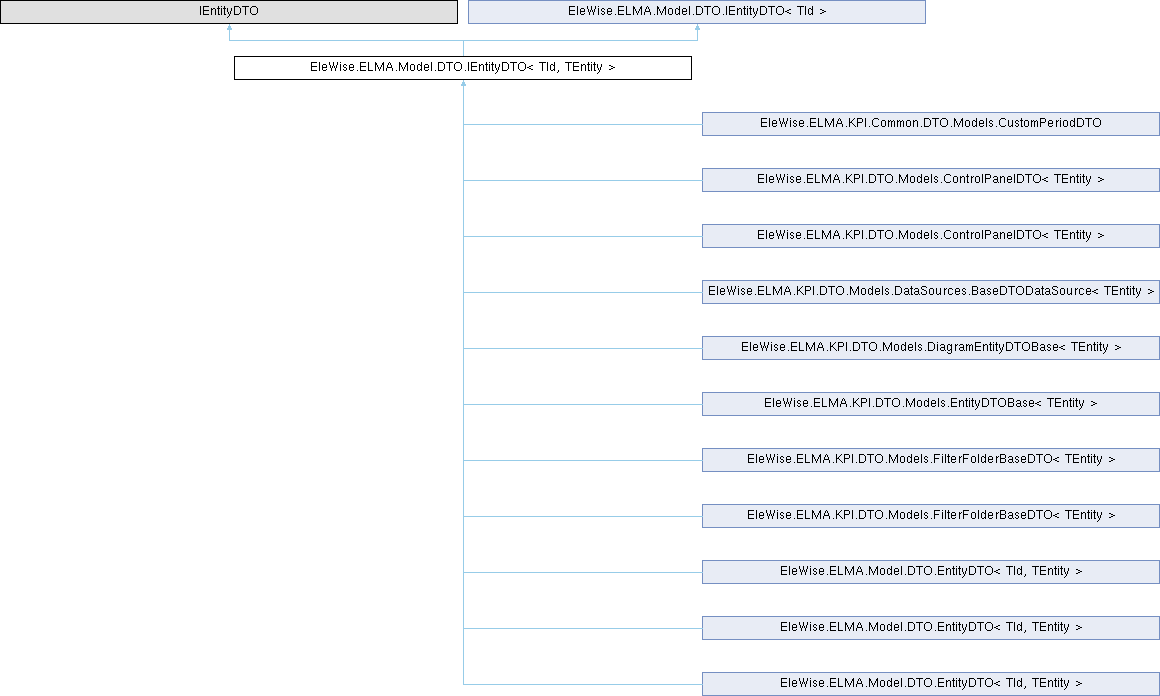 IEntityDTO
EleWise.ELMA.Model.DTO.IEntityDTO< TId >
EleWise.ELMA.Model.DTO.IEntityDTO< TId, TEntity >
EleWise.ELMA.KPI.Common.DTO.Models.CustomPeriodDTO
EleWise.ELMA.KPI.DTO.Models.ControlPanelDTO< TEntity >
EleWise.ELMA.KPI.DTO.Models.ControlPanelDTO< TEntity >
EleWise.ELMA.KPI.DTO.Models.DataSources.BaseDTODataSource< TEntity >
EleWise.ELMA.KPI.DTO.Models.DiagramEntityDTOBase< TEntity >
EleWise.ELMA.KPI.DTO.Models.EntityDTOBase< TEntity >
EleWise.ELMA.KPI.DTO.Models.FilterFolderBaseDTO< TEntity >
EleWise.ELMA.KPI.DTO.Models.FilterFolderBaseDTO< TEntity >
EleWise.ELMA.Model.DTO.EntityDTO< TId, TEntity >
EleWise.ELMA.Model.DTO.EntityDTO< TId, TEntity >
EleWise.ELMA.Model.DTO.EntityDTO< TId, TEntity >